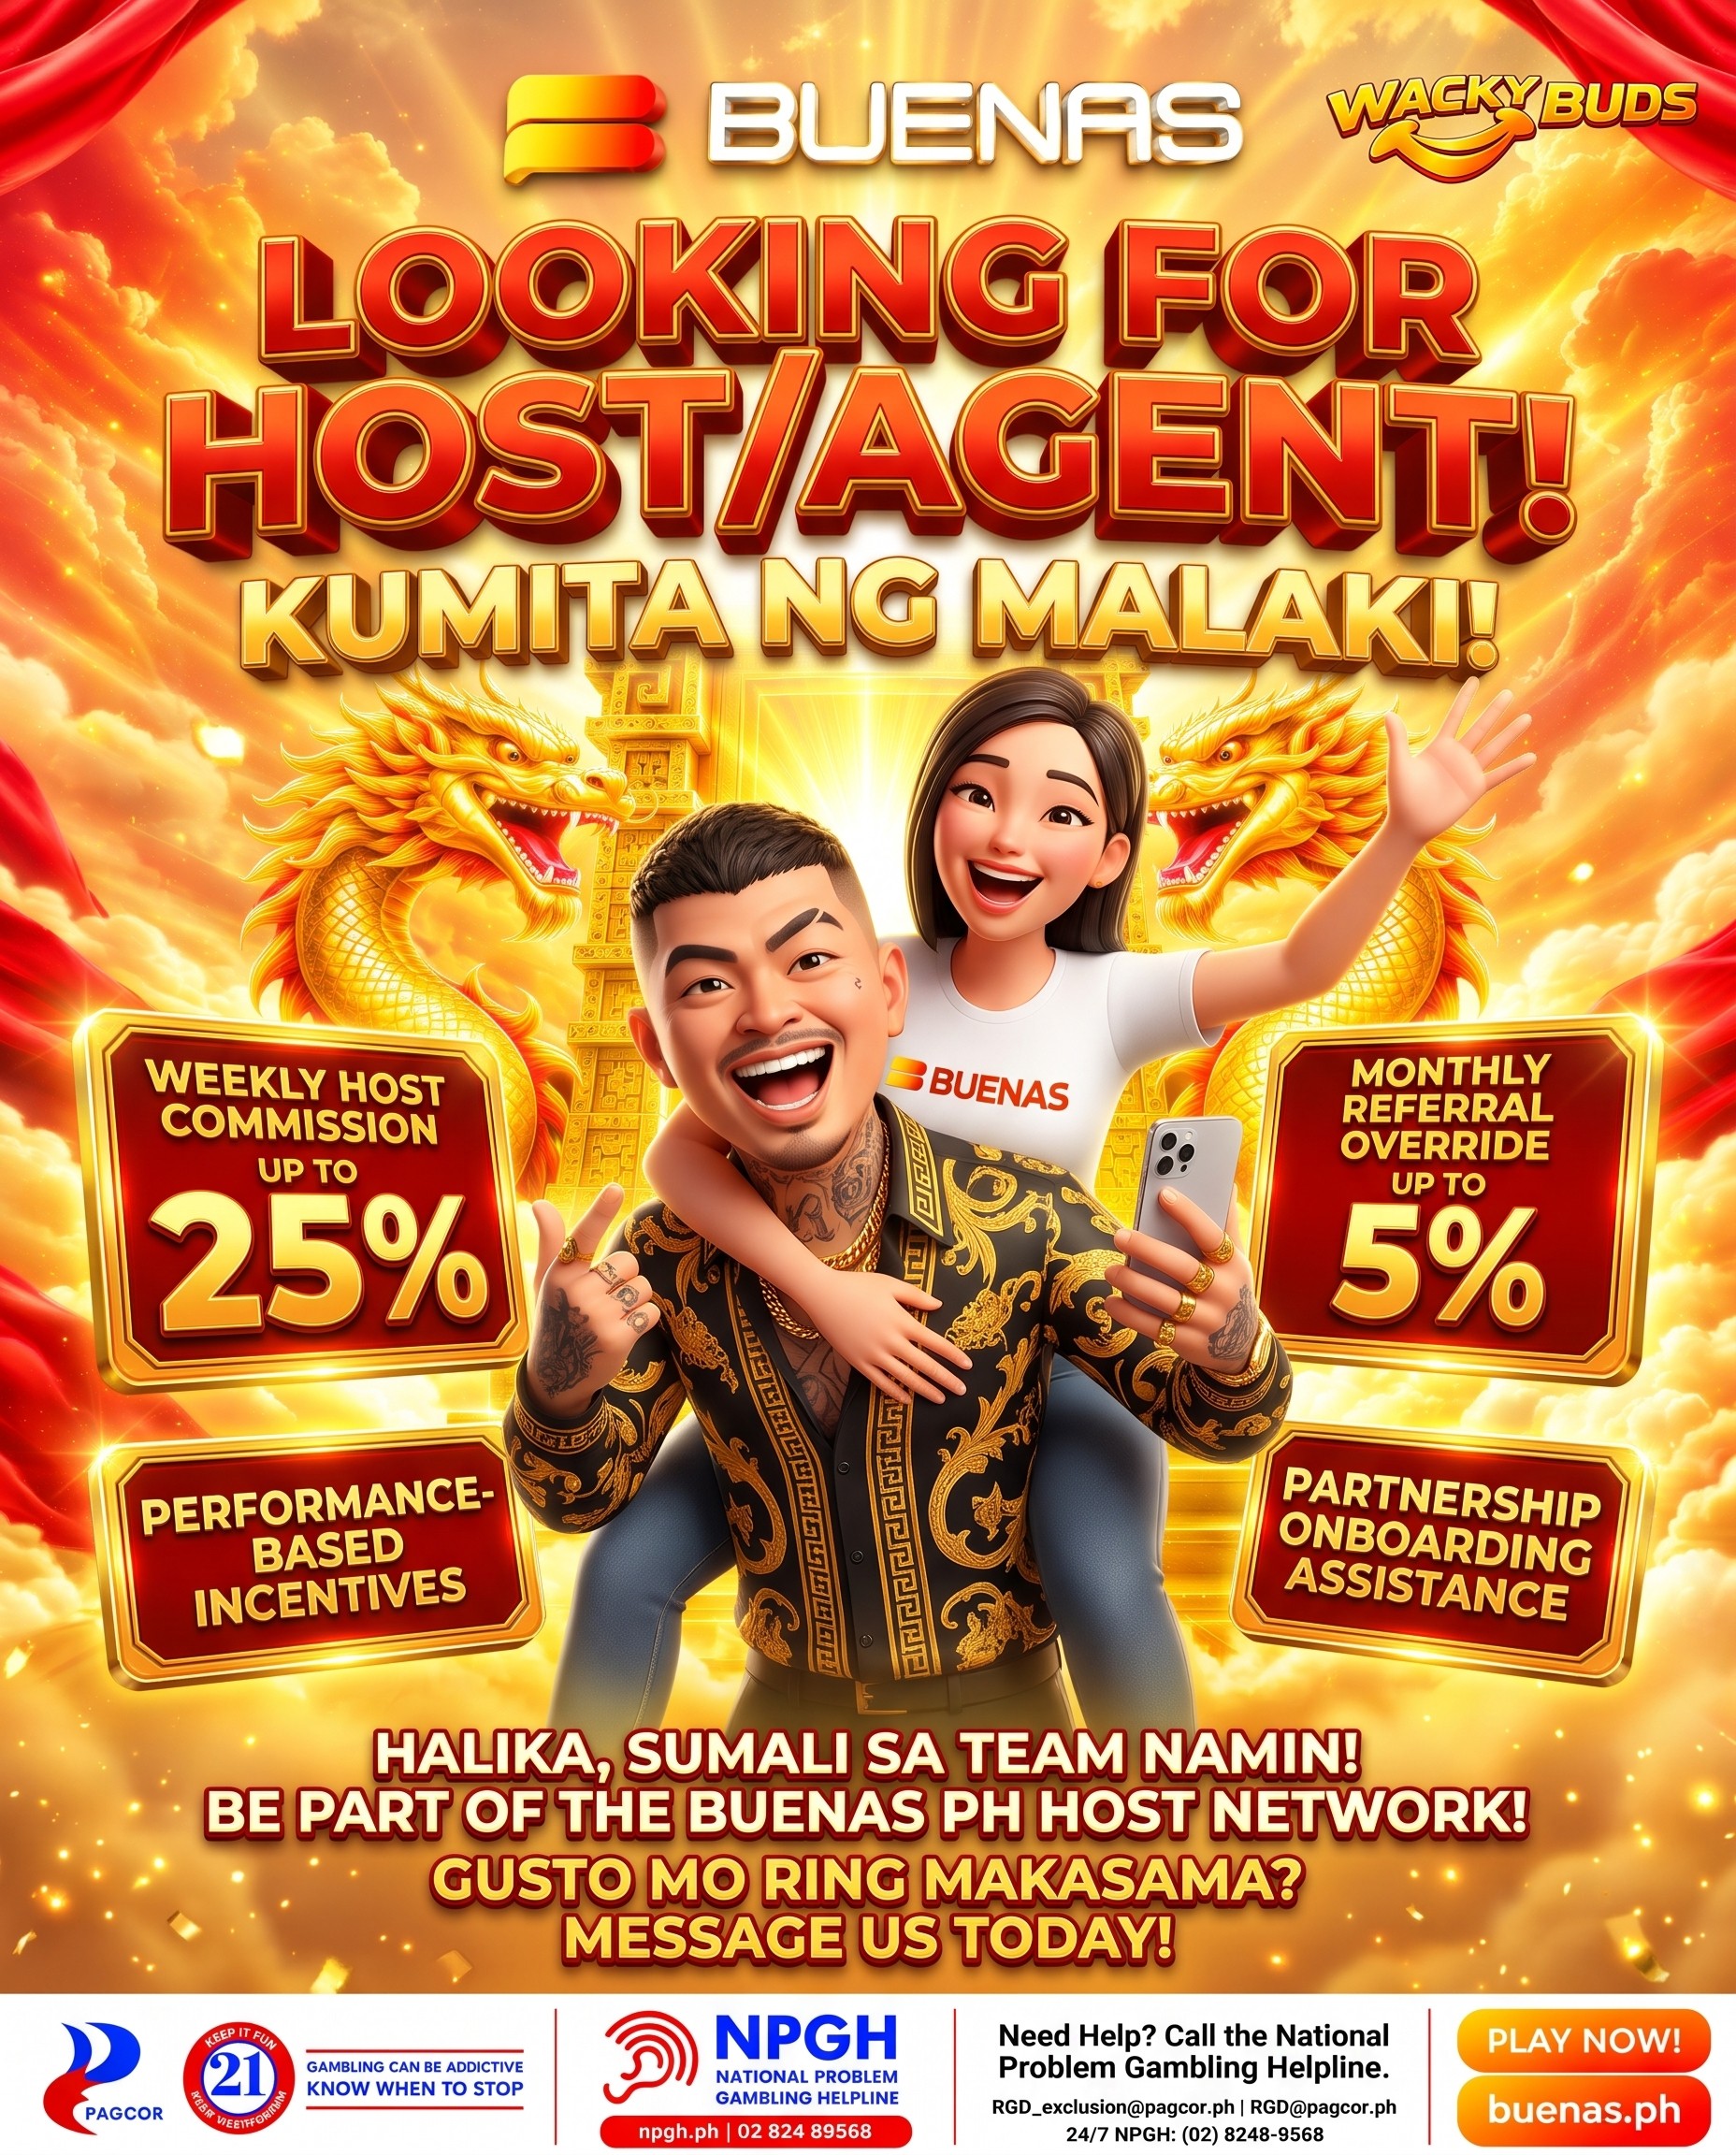 BUENAS
WACKY BUDS
LOOKING FOR
HOST/AGENT!
KUMITA NG MALAKI!
WEEKLY HOST
COMMISSION
UP TO
25%
MONTHLY
REFERRAL
OVERRIDE
UP TO
5%
BUENAS
PERFORMANCE-
BASED
INCENTIVES
PARTNERSHIP
ONBOARDING
ASSISTANCE
HALIKA, SUMALI SA TEAM NAMIN!
BE PART OF THE BUENAS PH HOST NETWORK!
GUSTO MO RING MAKASAMA?
MESSAGE US TODAY!
PAGCOR
KEEP IT FUN
21
GAMBLING CAN BE ADDICTIVE
KNOW WHEN TO STOP
NPGH
NATIONAL PROBLEM
GAMBLING HELPLINE
npgh.ph | 02 824 89568
Need Help? Call the National
Problem Gambling Helpline.
RGD_exclusion@pagcor.ph | RGD@pagcor.ph
24/7 NPGH: (02) 8248-9568
PLAY NOW!
buenas.ph